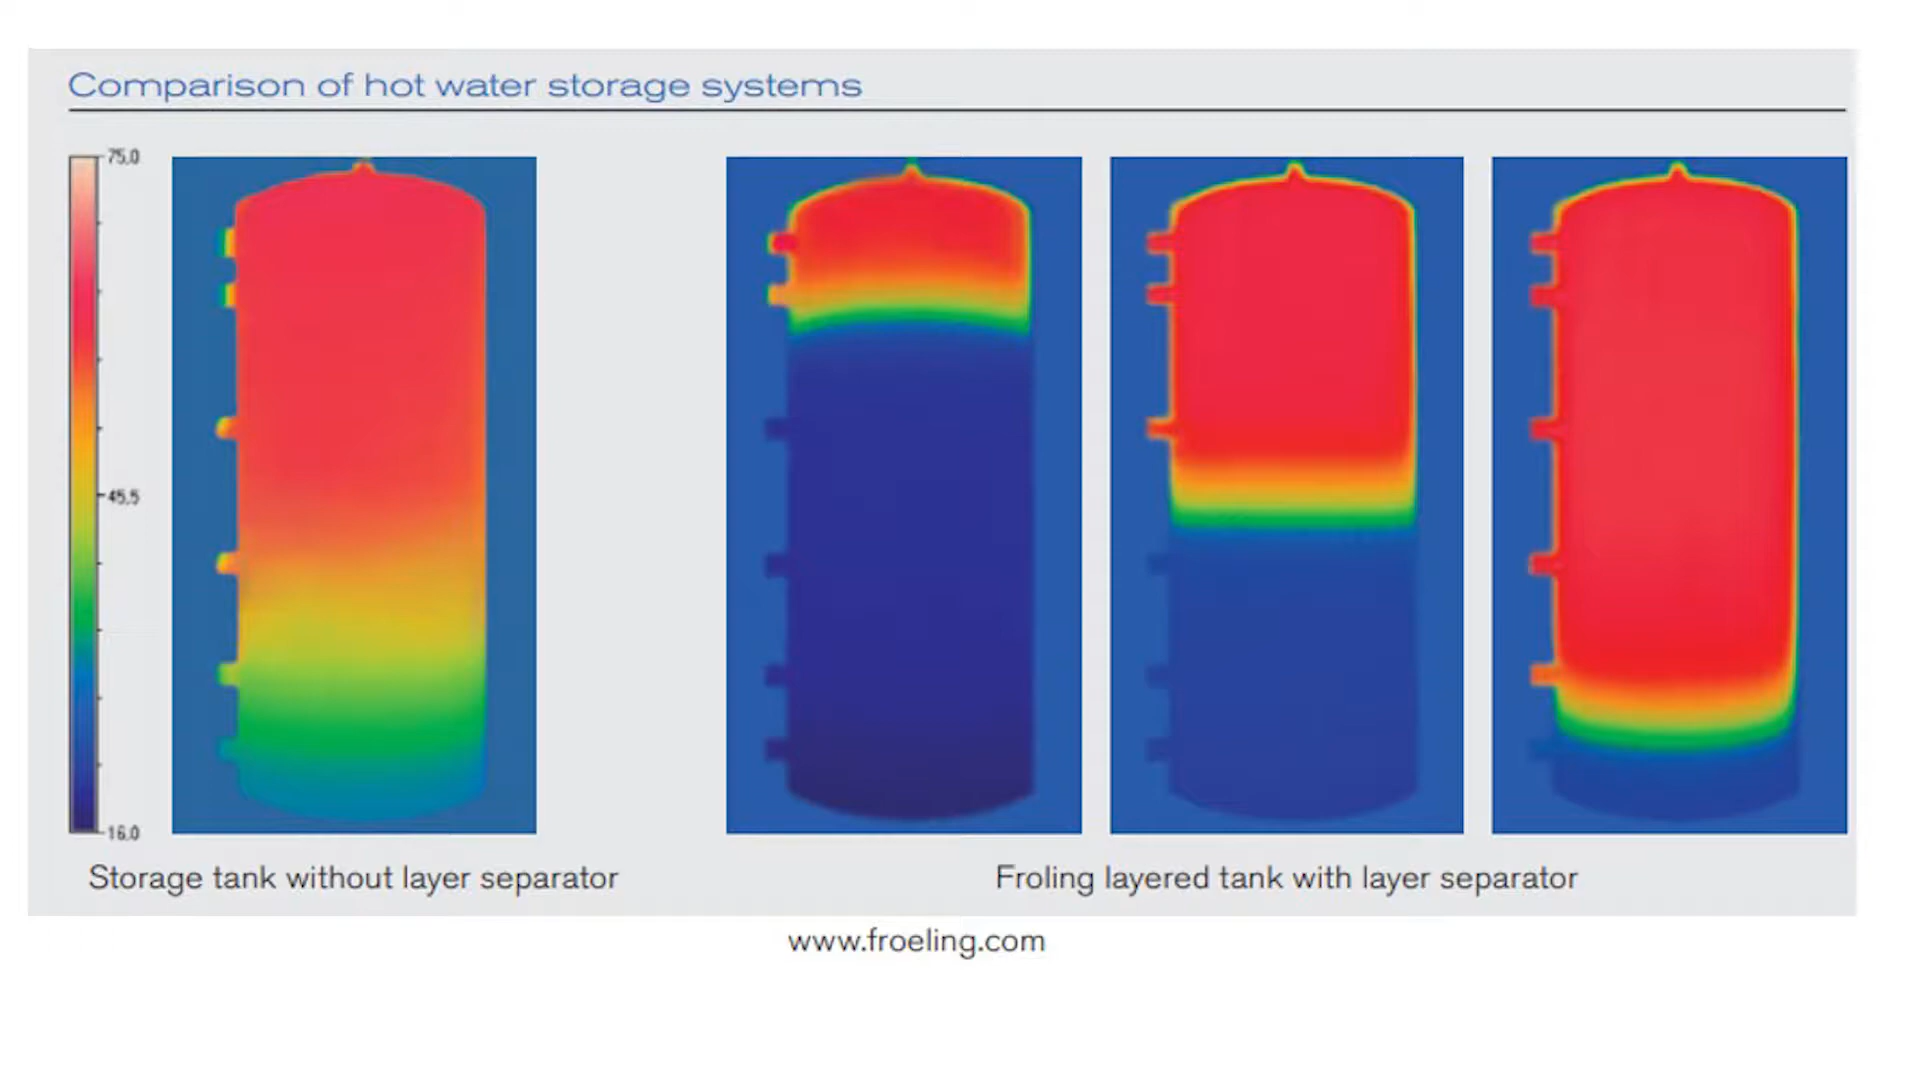 Comparison of hot water storage systems
75.0
45.5
16.0
Storage tank without layer separator
Froling layered tank with layer separator
www.froeling.com